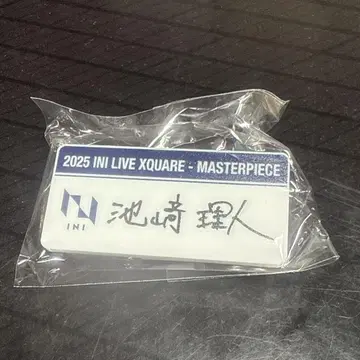 2025 INI LIVE XQUARE - MASTERPIECE
INI
池﨑理人